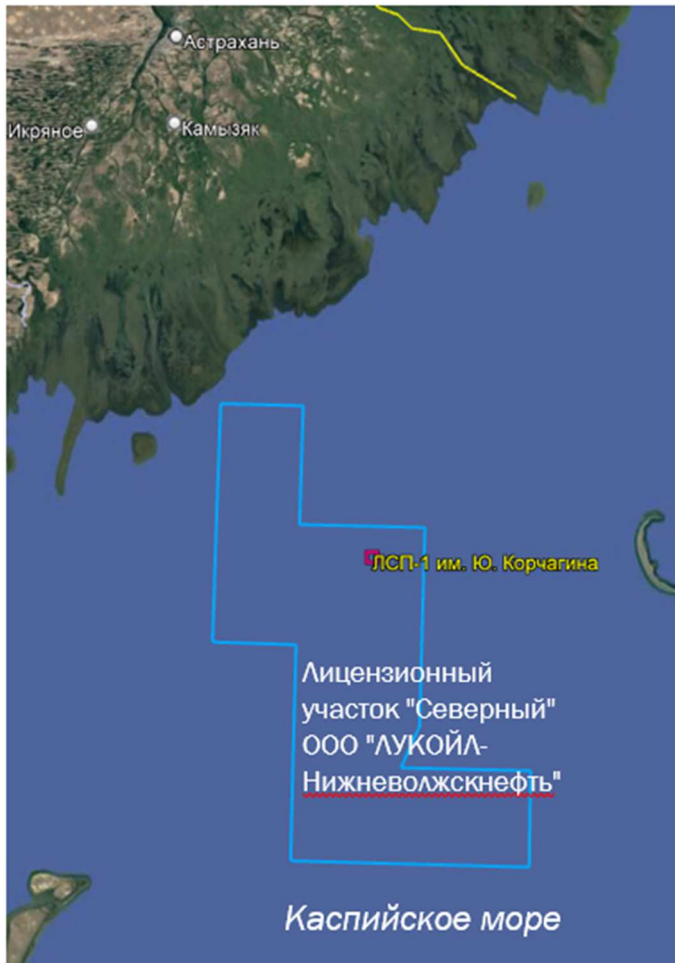 Астрахань
Икряное
Камызяк
ЛСП-1 им. Ю. Корчагина
Лицензионный
участок "Северный"
ООО "ЛУКОЙЛ-
Нижневолжскнефть"
Каспийское море